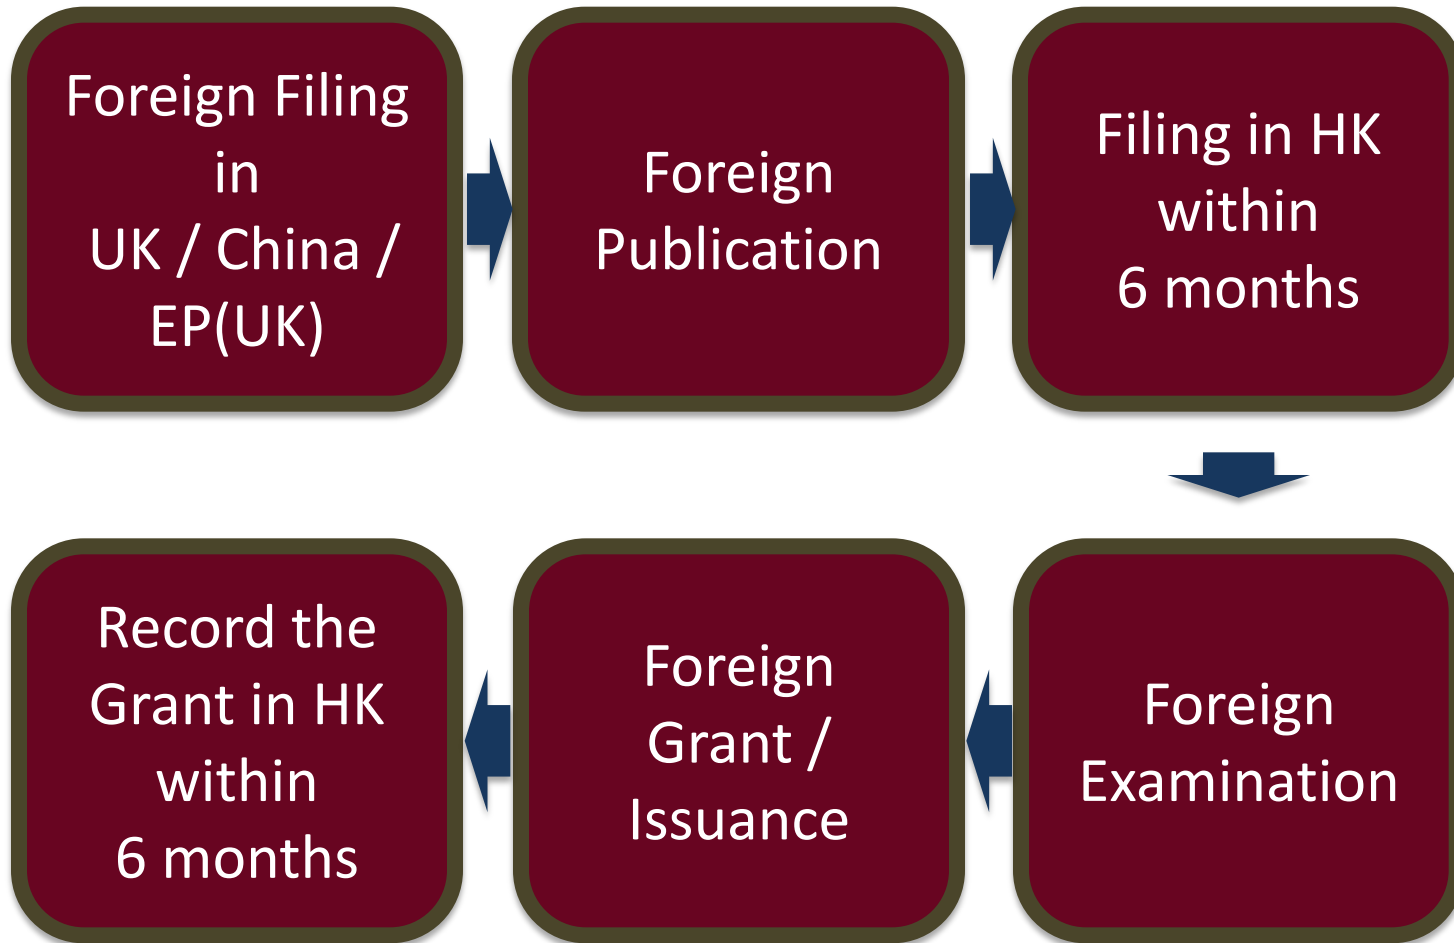 Foreign Filing
in
UK / China /
EP(UK)
Foreign
Publication
Filing in HK
within
6 months
Foreign
Examination
Foreign
Grant /
Issuance
Record the
Grant in HK
within
6 months